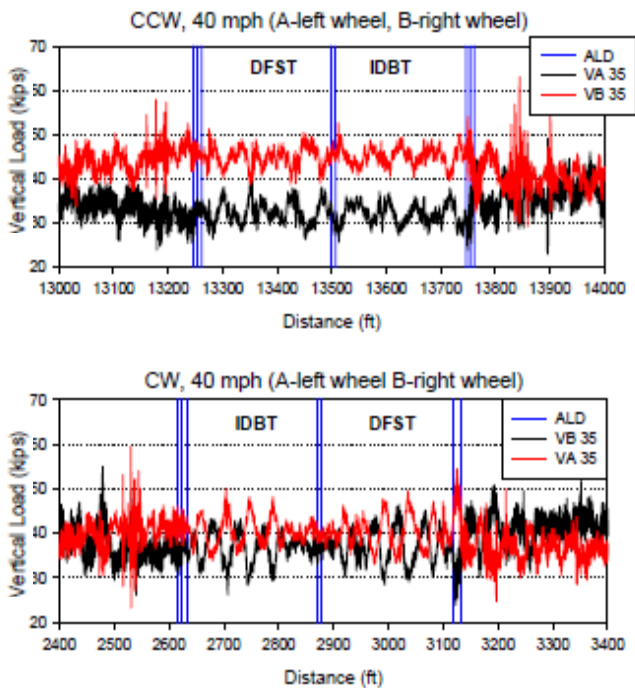 CCW, 40 mph (A-left wheel, B-right wheel)
70
60
50
40
30
20
Vertical Load (kips)
DFST
IDBT
ALD
VA 35
VB 35
13000 13100 13200 13300 13400 13500 13600 13700 13800 13900 14000
Distance (ft)
CW, 40 mph (A-left wheel B-right wheel)
70
60
50
40
30
20
Vertical Load (kips)
IDBT
DFST
ALD
VB 35
VA 35
2400 2500 2600 2700 2800 2900 3000 3100 3200 3300 3400
Distance (ft)